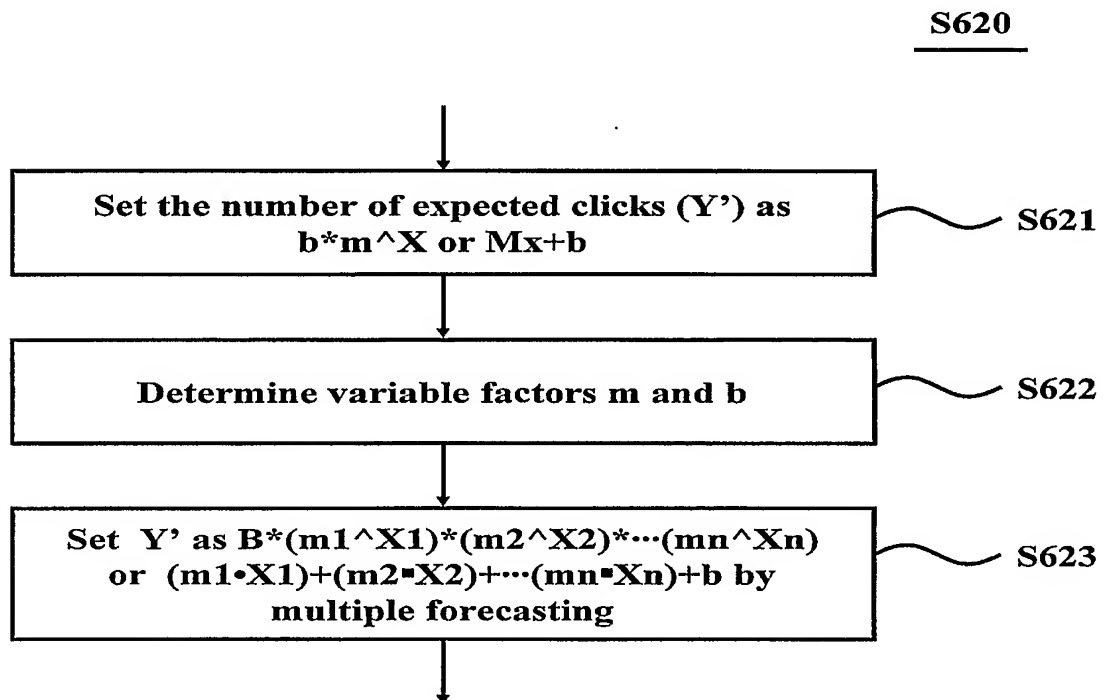 S620
Set the number of expected clicks (Y’) as
b*m^X or Mx+b
S621
Determine variable factors m and b
S622
Set Y’ as B*(m1^X1)*(m2^X2)*···(mn^Xn)
or (m1•X1)+(m2▪X2)+···(mn▪Xn)+b by
multiple forecasting
S623